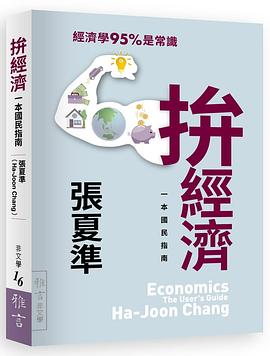 拚經濟
一本國民指南
張夏準
(Ha-Joon Chang)
非文學
16
雅言
經濟學95%是常識
拚經濟
一本國民指南
張夏準
Economics
The User's Guide
Ha-Joon Chang
雅言